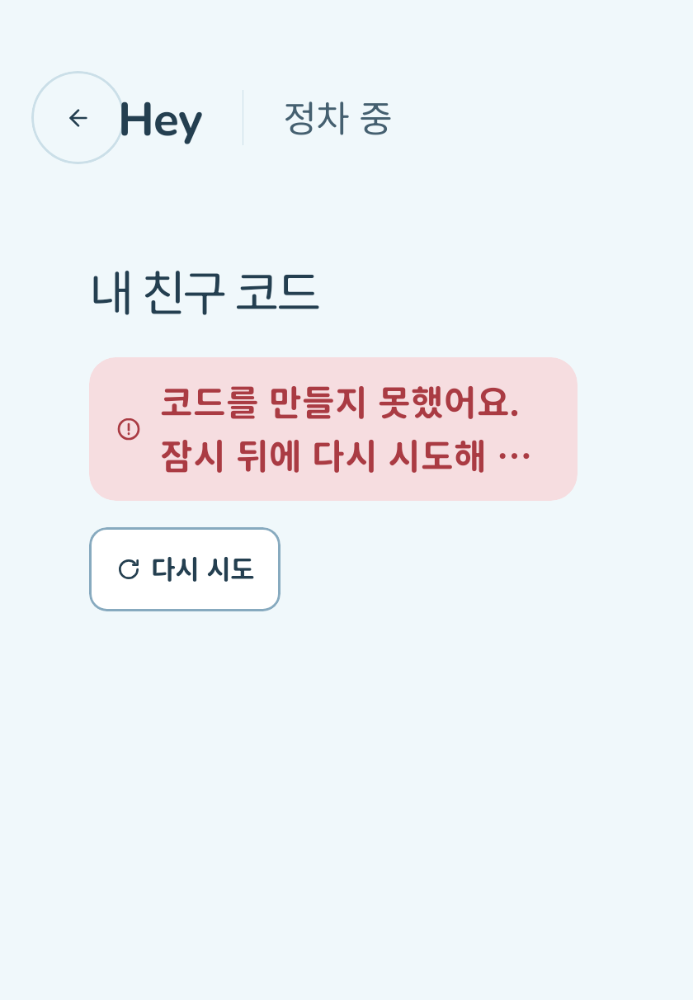 Hey
정차 중
내 친구 코드
코드를 만들지 못했어요.
잠시 뒤에 다시 시도해 …
다시 시도